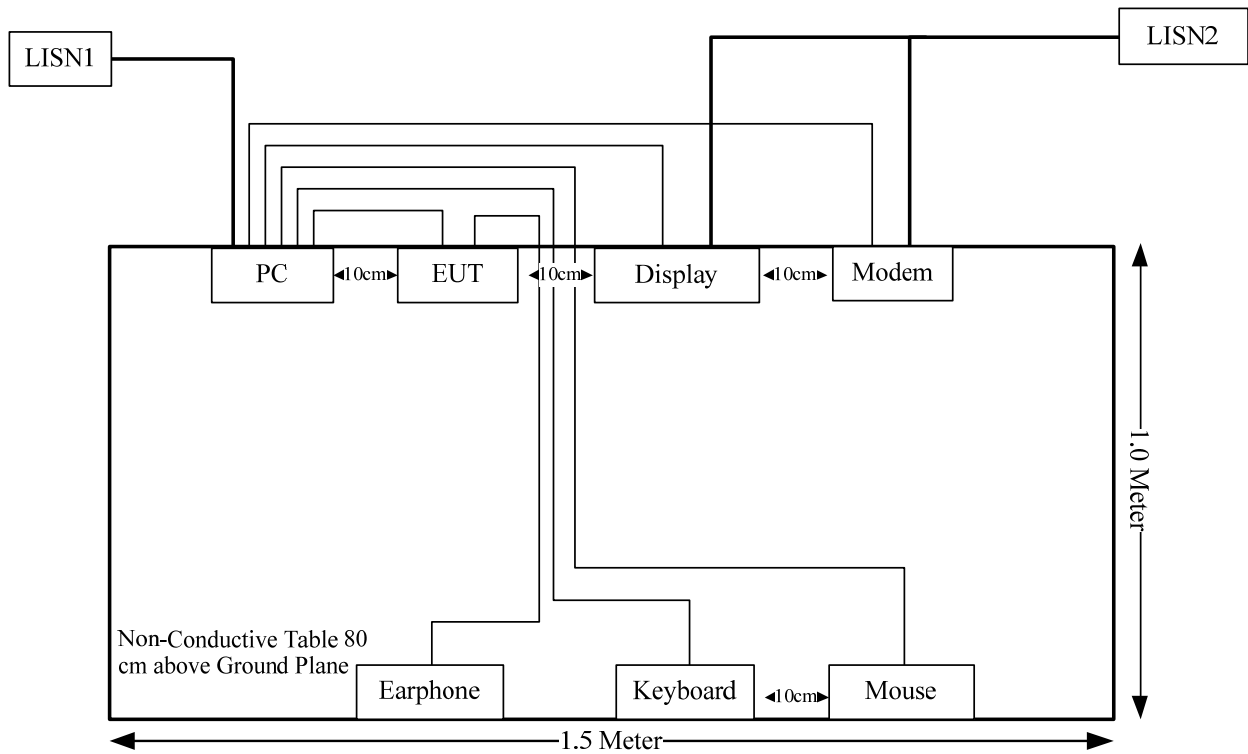 LISN1
LISN2
PC
10cm
EUT
10cm
Display
10cm
Modem
1.0 Meter
Non-Conductive Table 80
cm above Ground Plane
Earphone
Keyboard
10cm
Mouse
1.5 Meter